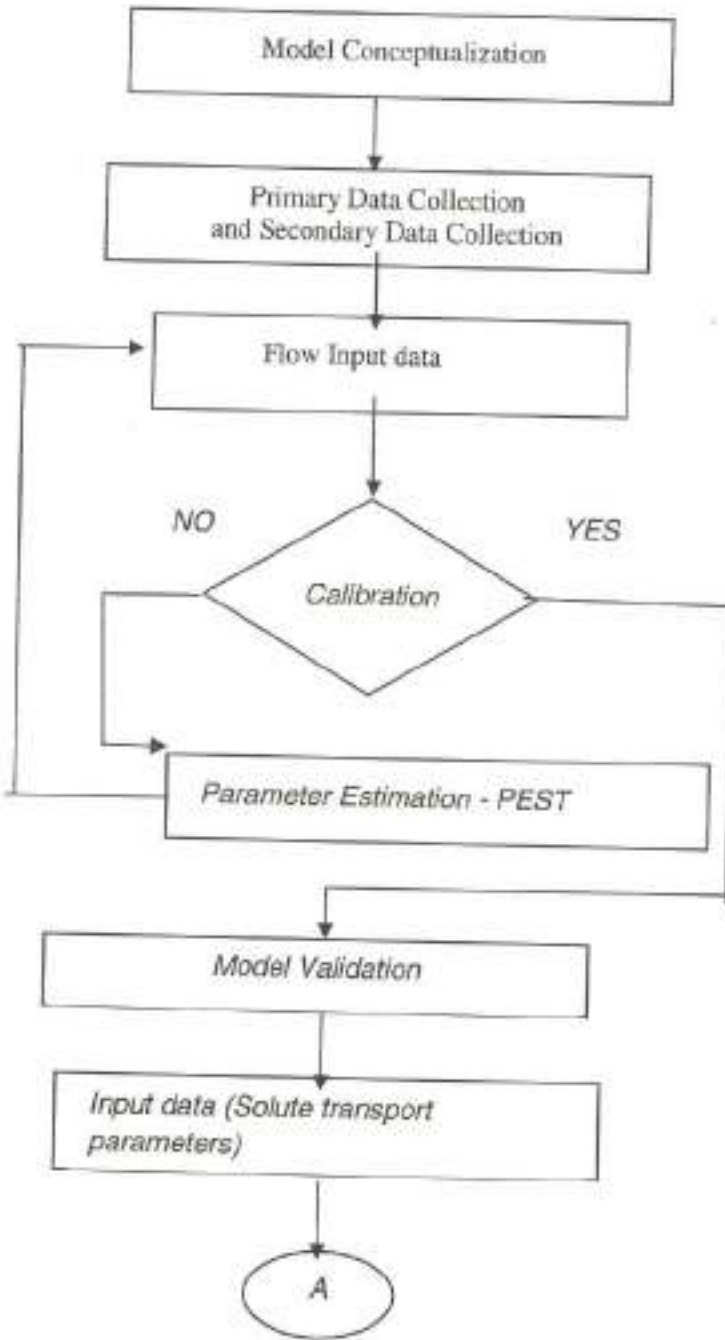 Model Conceptualization
Primary Data Collection
and Secondary Data Collection
Flow Input data
NO
YES
Calibration
Parameter Estimation - PEST
Model Validation
Input data (Solute transport
parameters)
A